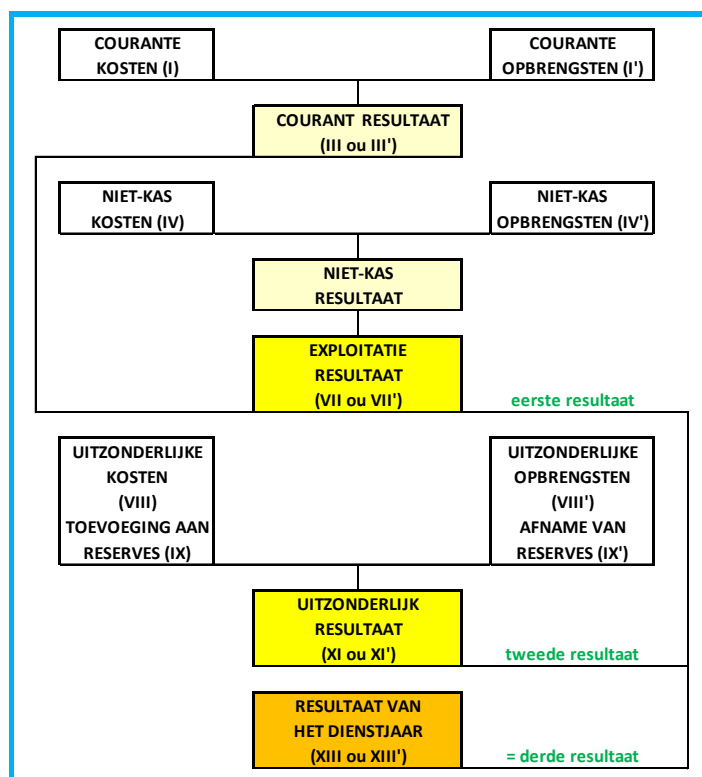 COURANTE
KOSTEN (I)
COURANTE
OPBRENGSTEN (I')
COURANT RESULTAAT
(III ou III')
NIET-KAS
KOSTEN (IV)
NIET-KAS
OPBRENGSTEN (IV')
NIET-KAS
RESULTAAT
EXPLOITATIE
RESULTAAT
(VII ou VII')
eerste resultaat
UITZONDERLIJKE
KOSTEN
(VIII)
TOEVOEGING AAN
RESERVES (IX)
UITZONDERLIJKE
OPBRENGSTEN
(VIII')
AFNAME VAN
RESERVES (IX')
UITZONDERLIJK
RESULTAAT
(XI ou XI')
tweede resultaat
RESULTAAT VAN
HET DIENSTJAAR
(XIII ou XIII')
= derde resultaat